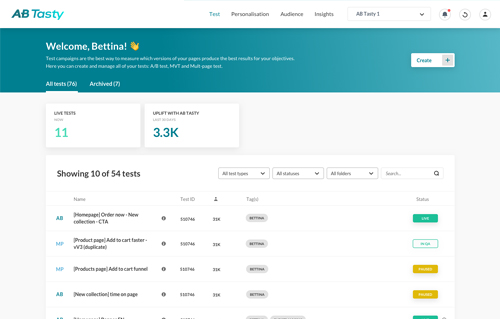 AB Tasty
Test Personalisation Audience Insights AB Tasty 1
Welcome, Bettina! 👋
Test campaigns are the best way to measure which versions of your pages produce the best results for your objectives.
Here you can create and manage all of your tests: A/B test, MVT and Multi-page test.
Create +
All tests (76) Archived (7)
LIVE TESTS
NOW
11
UPLIFT WITH AB TASTY
LAST 30 DAYS
3.3K
Showing 10 of 54 tests
All test types All statuses All folders Search...
Name Test ID Tag(s) Status
AB [Homepage] Order now - New collection - CTA 510746 31K BETTINA LIVE
MP [Product page] Add to cart faster - vV3 (duplicate) 510746 31K BETTINA IN QA
MP [Products page] Add to cart funnel 510746 31K BETTINA PAUSED
AB [New collection] time on page 510746 31K BETTINA PAUSED